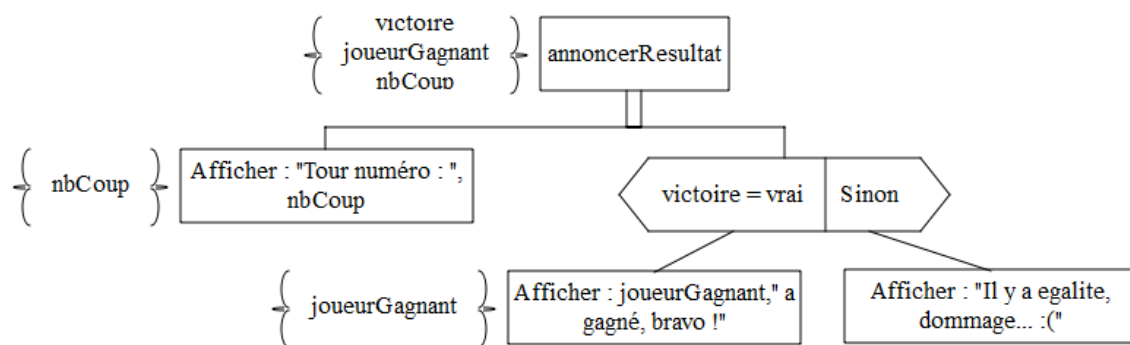 victoire
joueurGagnant
nbCoup
annoncerResultat
nbCoup
Afficher : "Tour numéro : ",
nbCoup
victoire = vrai
Sinon
joueurGagnant
Afficher : joueurGagnant," a
gagné, bravo !"
Afficher : "Il y a egalite,
dommage... :("